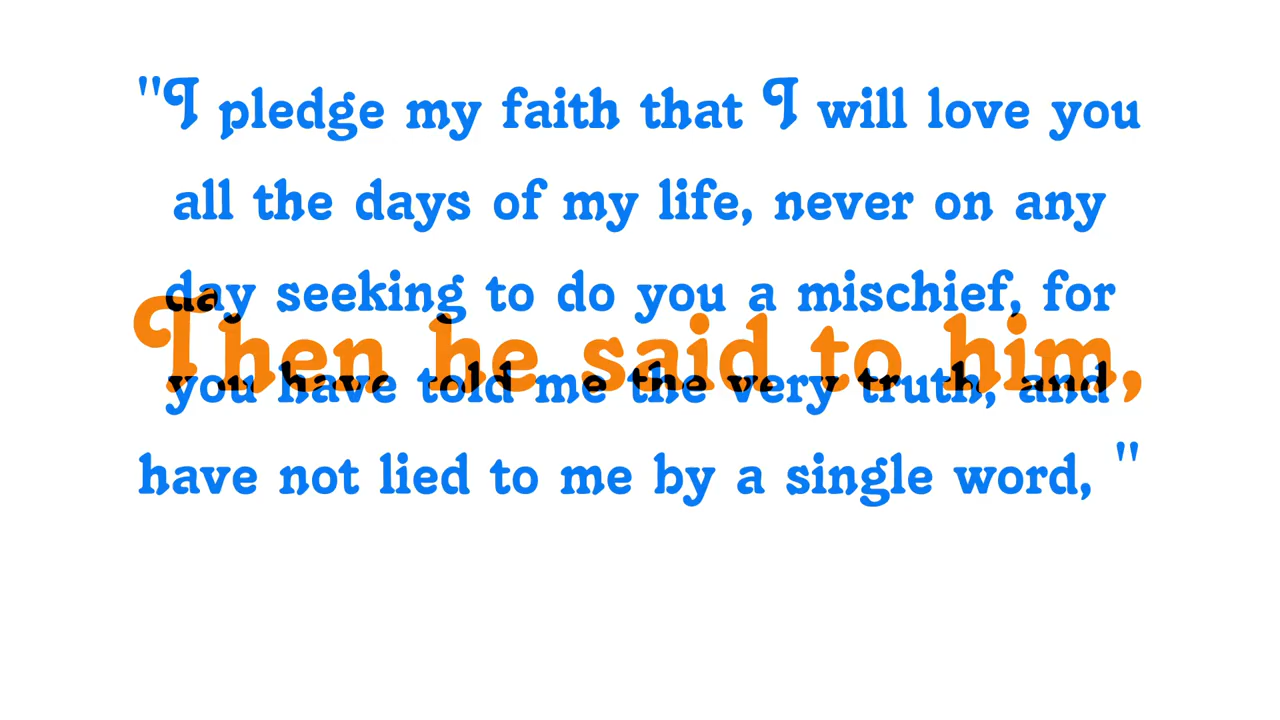 "I pledge my faith that I will love you
all the days of my life, never on any
day seeking to do you a mischief, for
Then he said to him,
you have told me the very truth, and
have not lied to me by a single word, "